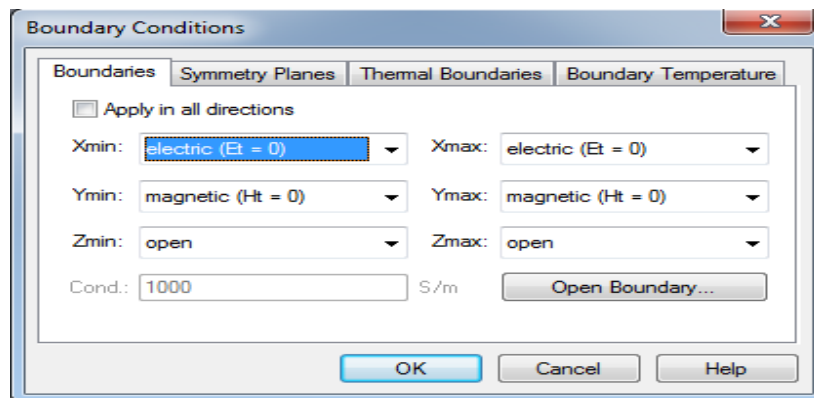 Boundary Conditions
Boundaries Symmetry Planes Thermal Boundaries Boundary Temperature
Apply in all directions
Xmin: electric (Et = 0) Xmax: electric (Et = 0)
Ymin: magnetic (Ht = 0) Ymax: magnetic (Ht = 0)
Zmin: open Zmax: open
Cond.: 1000 S/m Open Boundary...
OK Cancel Help